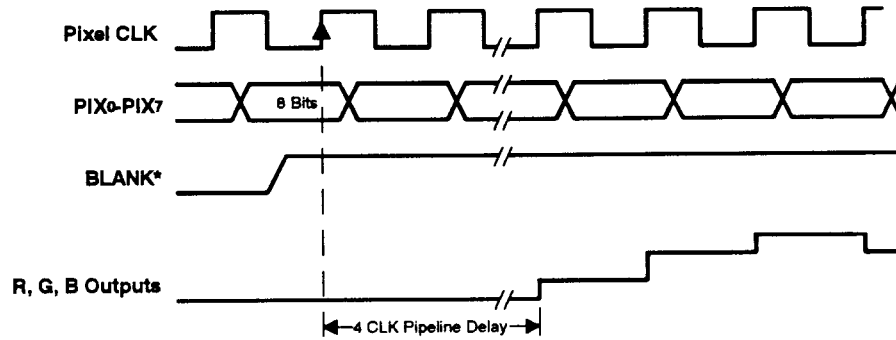 Pixel CLK
PIX0-PIX7
8 Bits
BLANK*
R, G, B Outputs
4 CLK Pipeline Delay